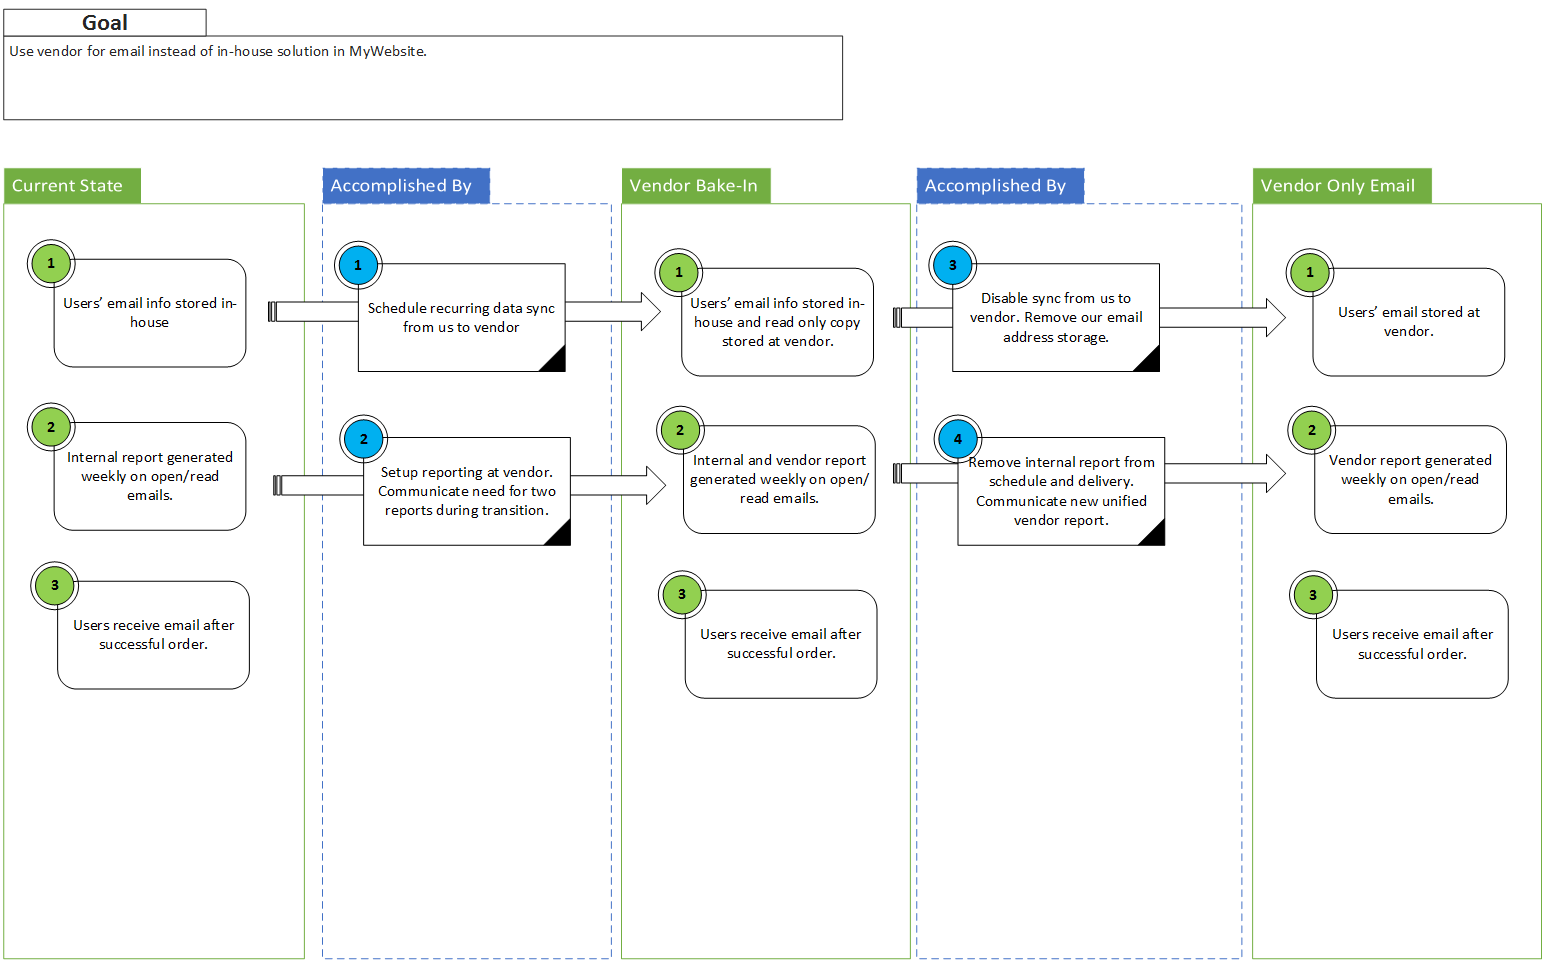 Goal
Use vendor for email instead of in-house solution in MyWebsite.
Current State
1
Users’ email info stored in-
house
2
Internal report generated
weekly on open/read
emails.
3
Users receive email after
successful order.
Accomplished By
1
Schedule recurring data sync
from us to vendor
2
Setup reporting at vendor.
Communicate need for two
reports during transition.
Vendor Bake-In
1
Users’ email info stored in-
house and read only copy
stored at vendor.
2
Internal and vendor report
generated weekly on open/
read emails.
3
Users receive email after
successful order.
Accomplished By
3
Disable sync from us to
vendor. Remove our email
address storage.
4
Remove internal report from
schedule and delivery.
Communicate new unified
vendor report.
Vendor Only Email
1
Users’ email stored at
vendor.
2
Vendor report generated
weekly on open/read
emails.
3
Users receive email after
successful order.